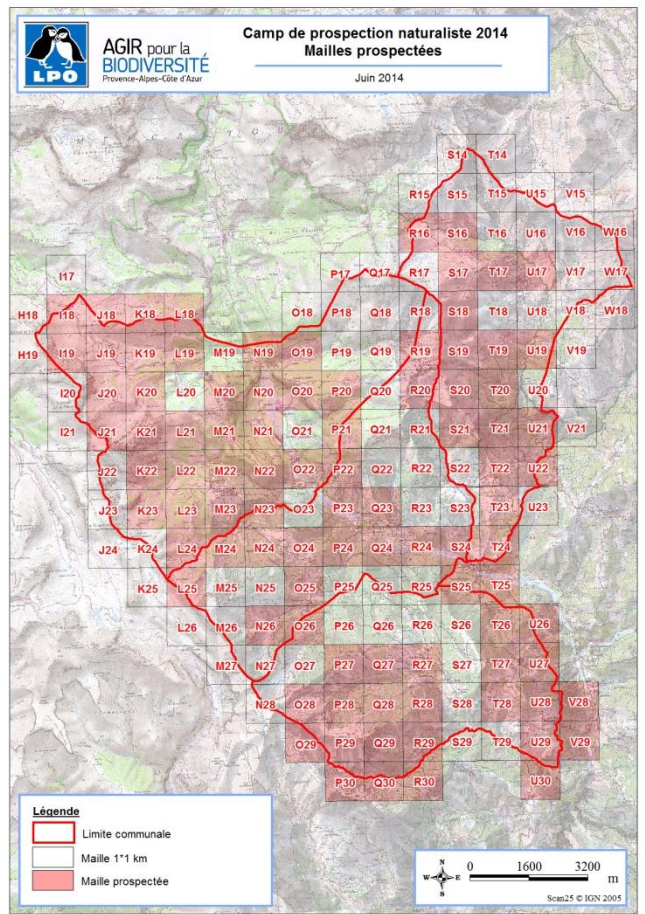 LPO
AGIR pour la
BIODIVERSITÉ
Provence-Alpes-Côte d'Azur
Camp de prospection naturaliste 2014
Mailles prospectées
Juin 2014
S14 T14
R15 S15 T15 U15 V15
R16 S16 T16 U16 V16 W16
I17 P17 Q17 R17 S17 T17 U17 V17 W17
H18 I18 J18 K18 L18 O18 P18 Q18 R18 S18 T18 U18 V18 W18
H19 I19 J19 K19 L19 M19 N19 O19 P19 Q19 R19 S19 T19 U19 V19
I20 J20 K20 L20 M20 N20 O20 P20 Q20 R20 S20 T20 U20
I21 J21 K21 L21 M21 N21 O21 P21 Q21 R21 S21 T21 U21 V21
J22 K22 L22 M22 N22 O22 P22 Q22 R22 S22 T22 U22
J23 K23 L23 M23 N23 O23 P23 Q23 R23 S23 T23 U23
J24 K24 L24 M24 N24 O24 P24 Q24 R24 S24 T24
K25 L25 M25 N25 O25 P25 Q25 R25 S25 T25
L26 M26 N26 O26 P26 Q26 R26 S26 T26 U26
M27 N27 O27 P27 Q27 R27 S27 T27 U27
N28 O28 P28 Q28 R28 S28 T28 U28 V28
O29 P29 Q29 R29 S29 T29 U29 V29
P30 Q30 R30 U30
Légende
Limite communale
Maille 1*1 km
Maille prospectée
N
W E
S
0 1600 3200
m
Scan25 © IGN 2005